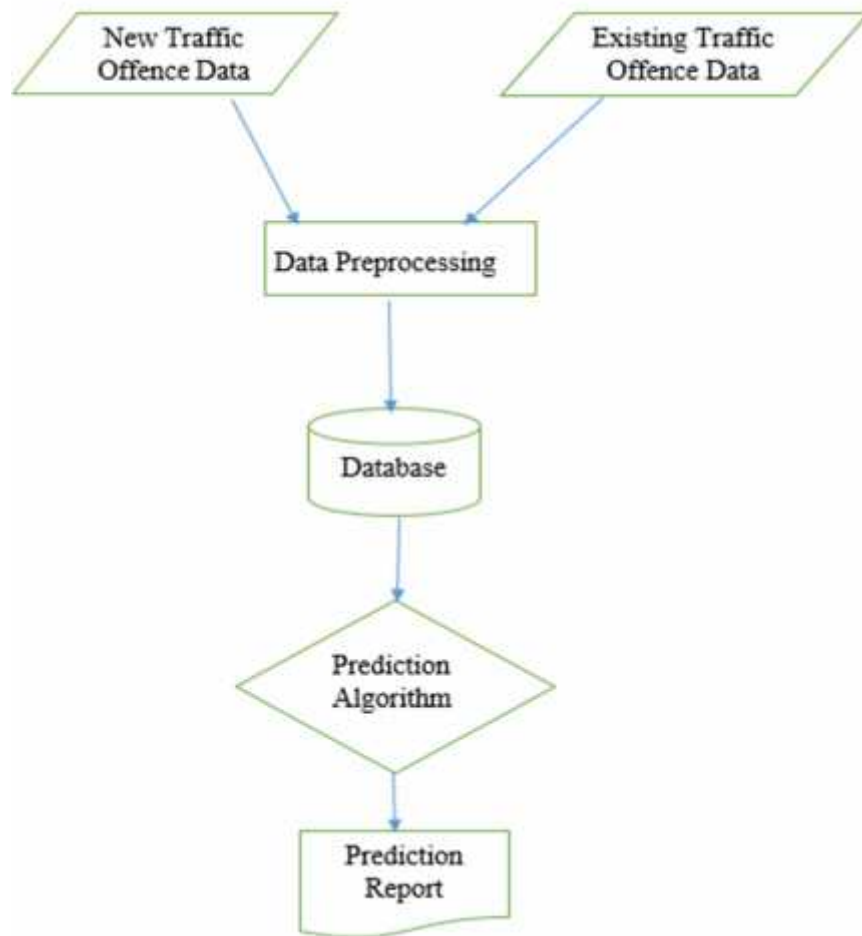 New Traffic
Offence Data
Existing Traffic
Offence Data
Data Preprocessing
Database
Prediction
Algorithm
Prediction
Report